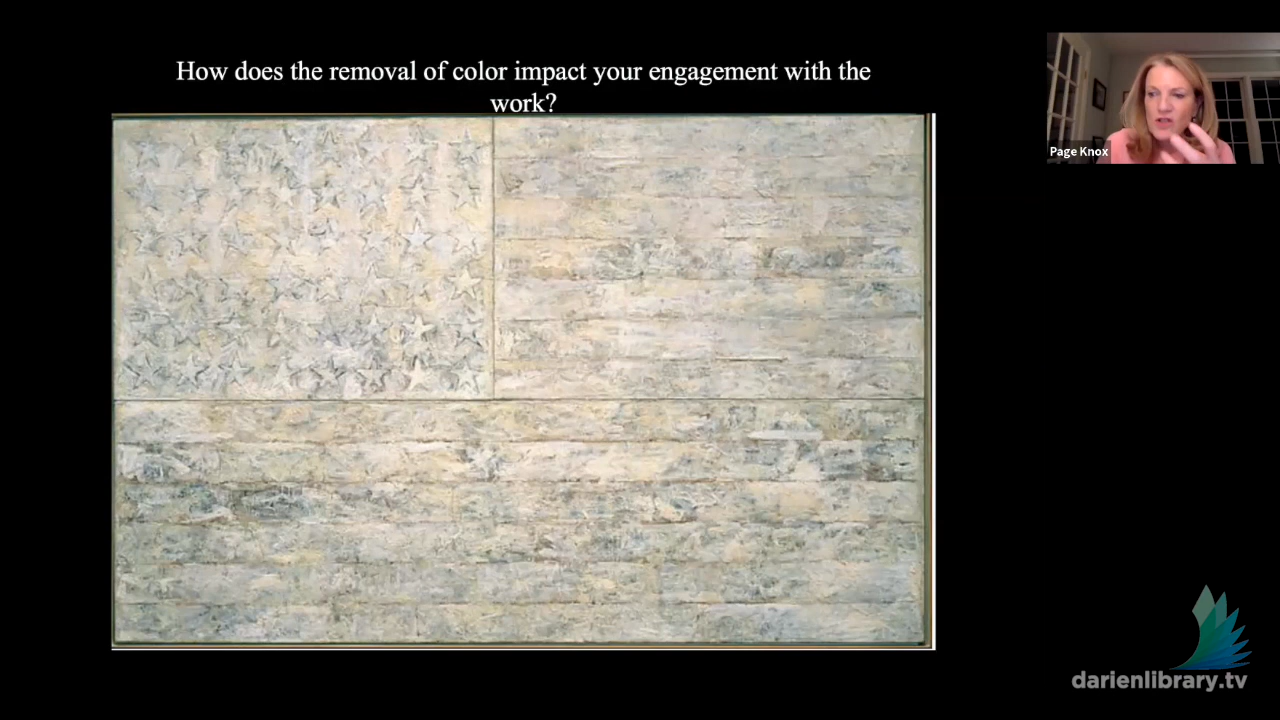 How does the removal of color impact your engagement with the
work?
Page Knox
darienlibrary.tv